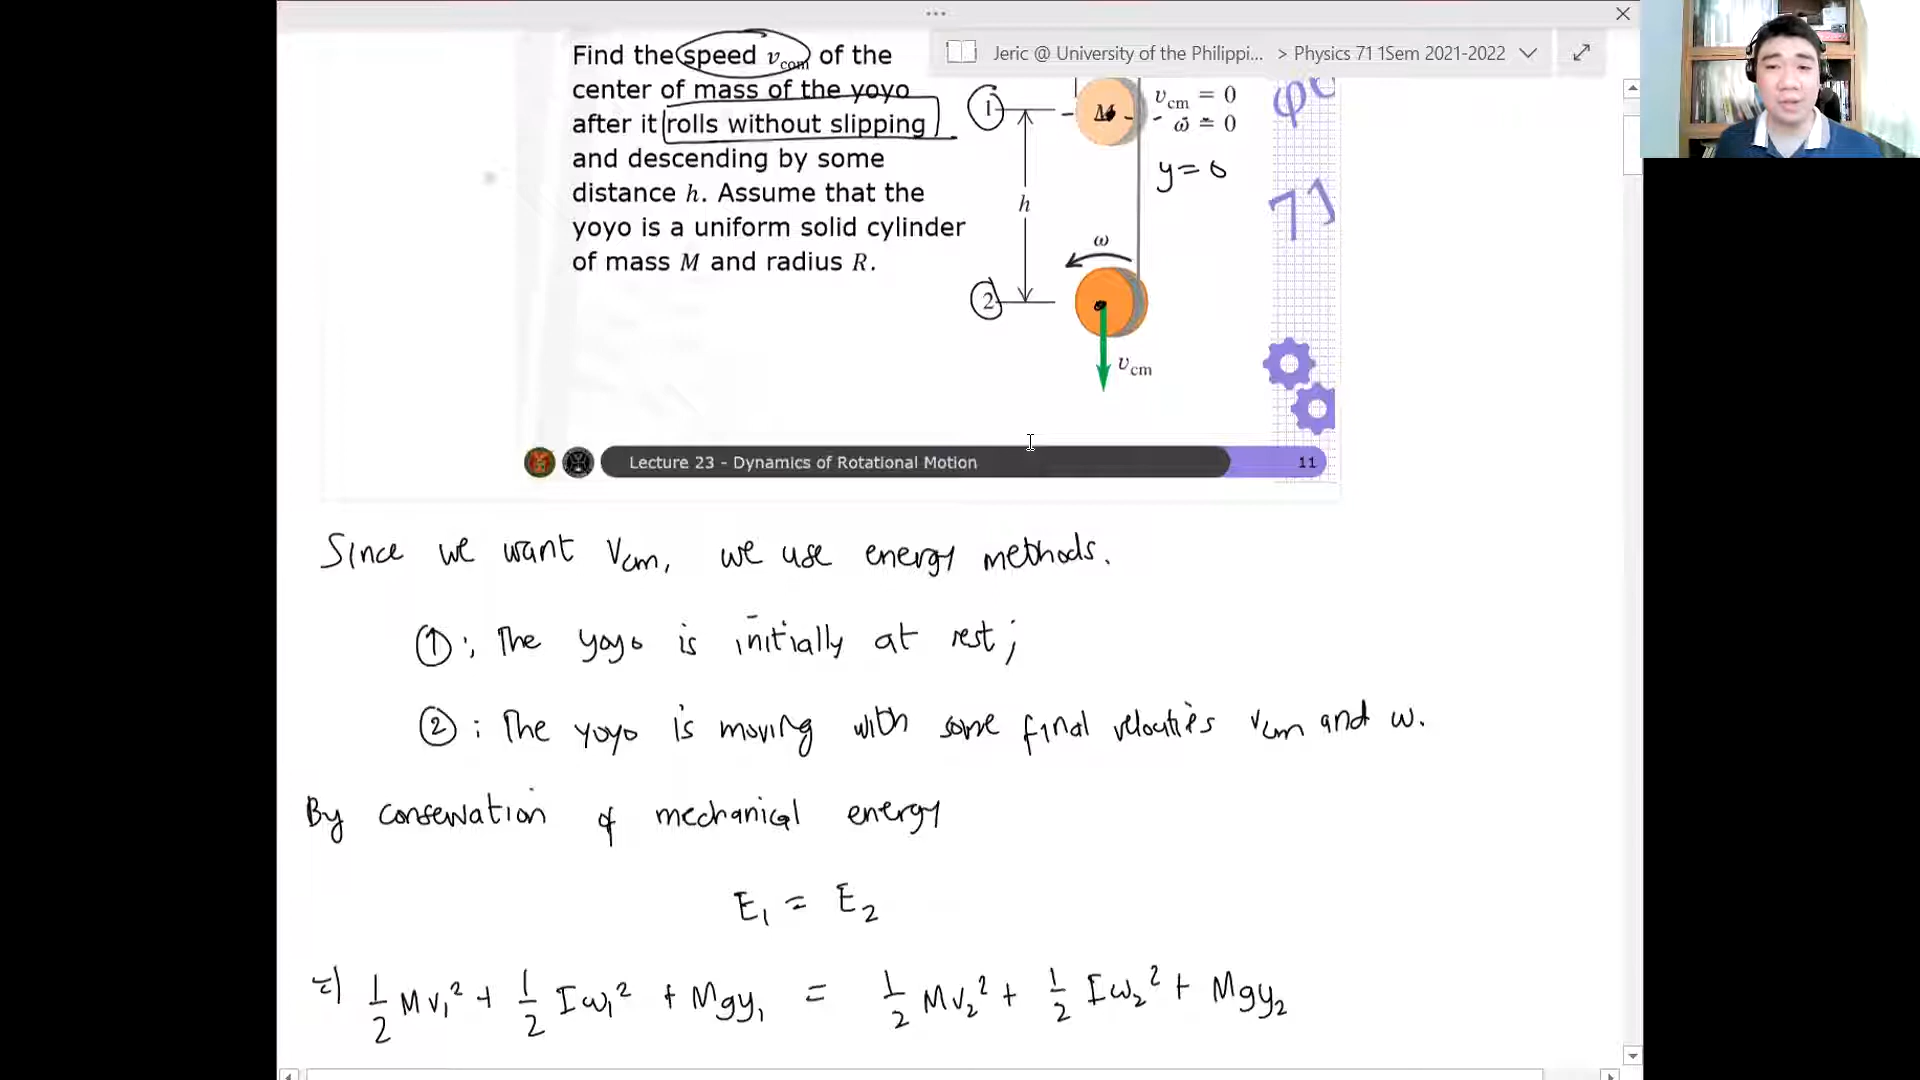 ...
Jeric @ University of the Philippi... > Physics 71 1Sem 2021-2022
Find the speed v_com of the
center of mass of the yoyo
after it rolls without slipping
and descending by some
distance h. Assume that the
yoyo is a uniform solid cylinder
of mass M and radius R.
1
M
v_cm = 0
ω = 0
y = 0
h
ω
2
v_cm
71
Lecture 23 - Dynamics of Rotational Motion
11
Since we want v_cm, we use energy methods.
① : The yoyo is initially at rest;
② : The yoyo is moving with some final velocities v_cm and ω.
By conservation of mechanical energy
E₁ = E₂
⇒ 1/2 Mv₁² + 1/2 Iω₁² + Mgy₁ = 1/2 Mv₂² + 1/2 Iω₂² + Mgy₂